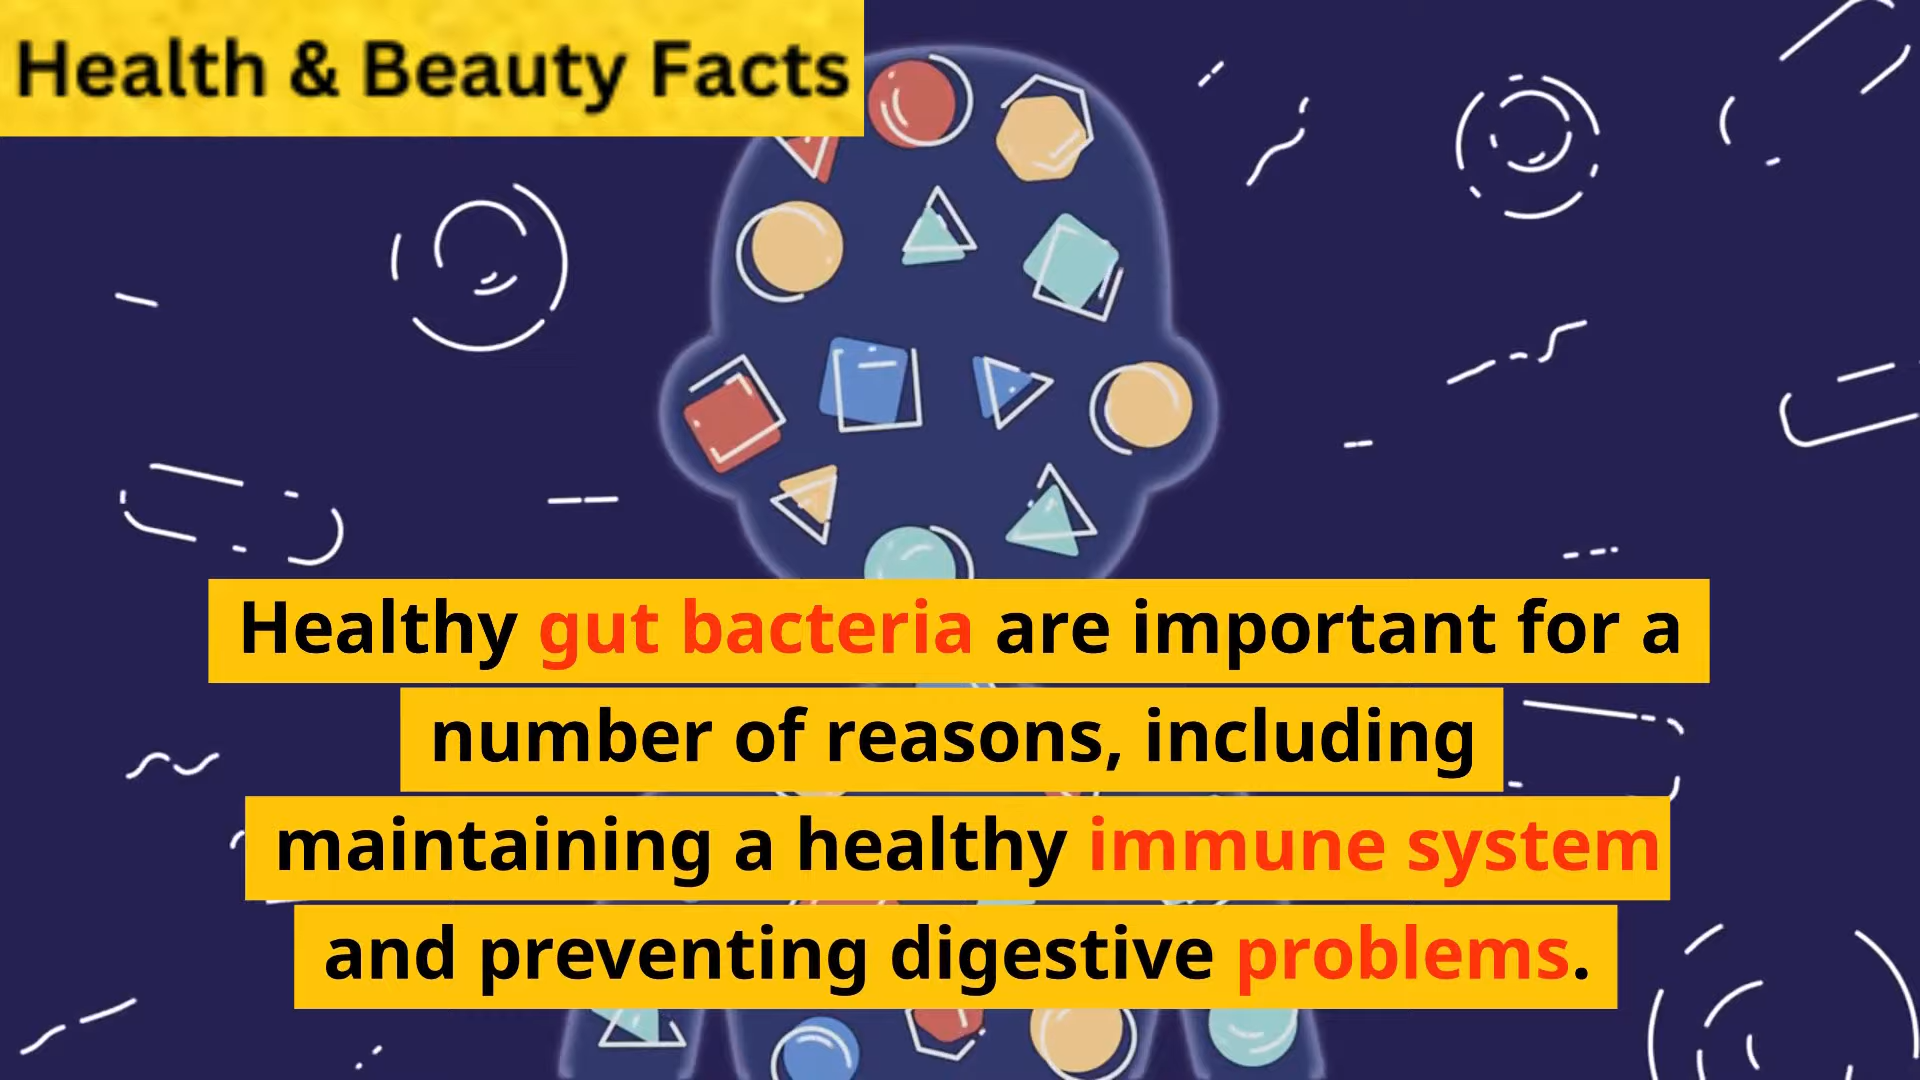 Health & Beauty Facts
Healthy gut bacteria are important for a
number of reasons, including
maintaining a healthy immune system
and preventing digestive problems.